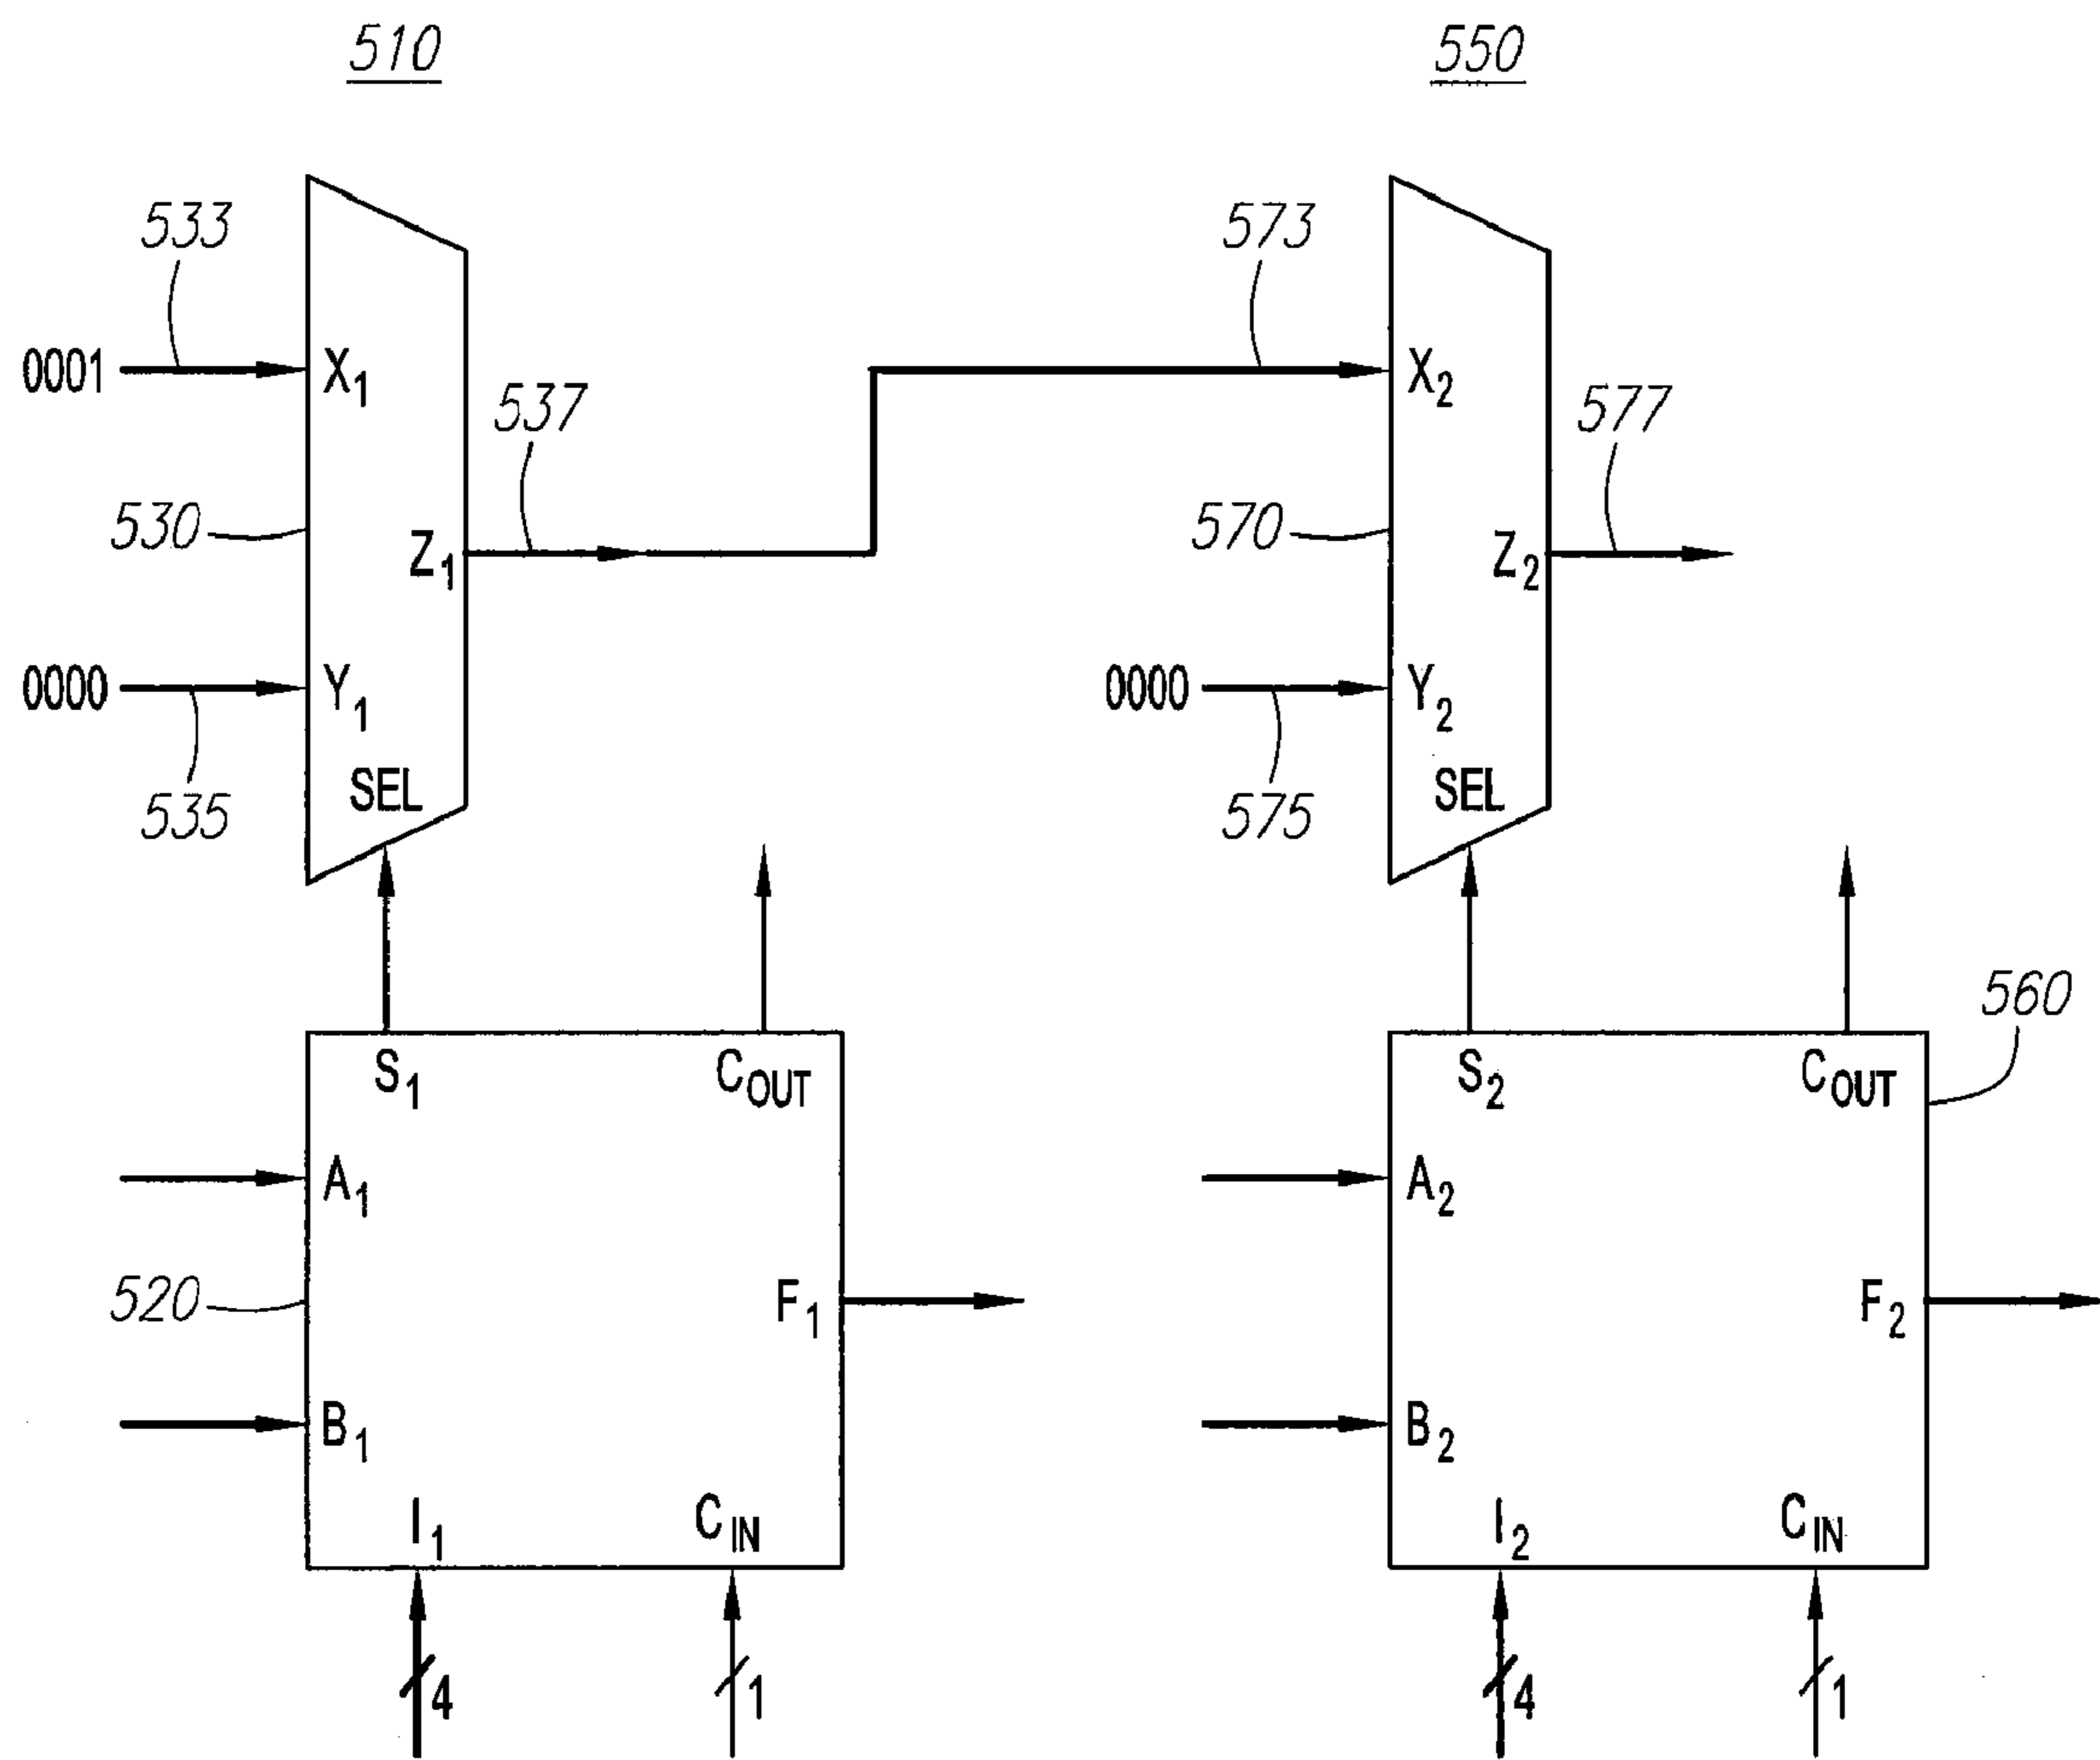 510 550
533 573
0001 X1 X2
537 577
530 Z1 570 Z2
0000 Y1 0000 Y2
SEL SEL
535 575
560
S1 COUT S2 COUT
A1 A2
520 F1 F2
B1 B2
I1 CIN I2 CIN
4 1 4 1